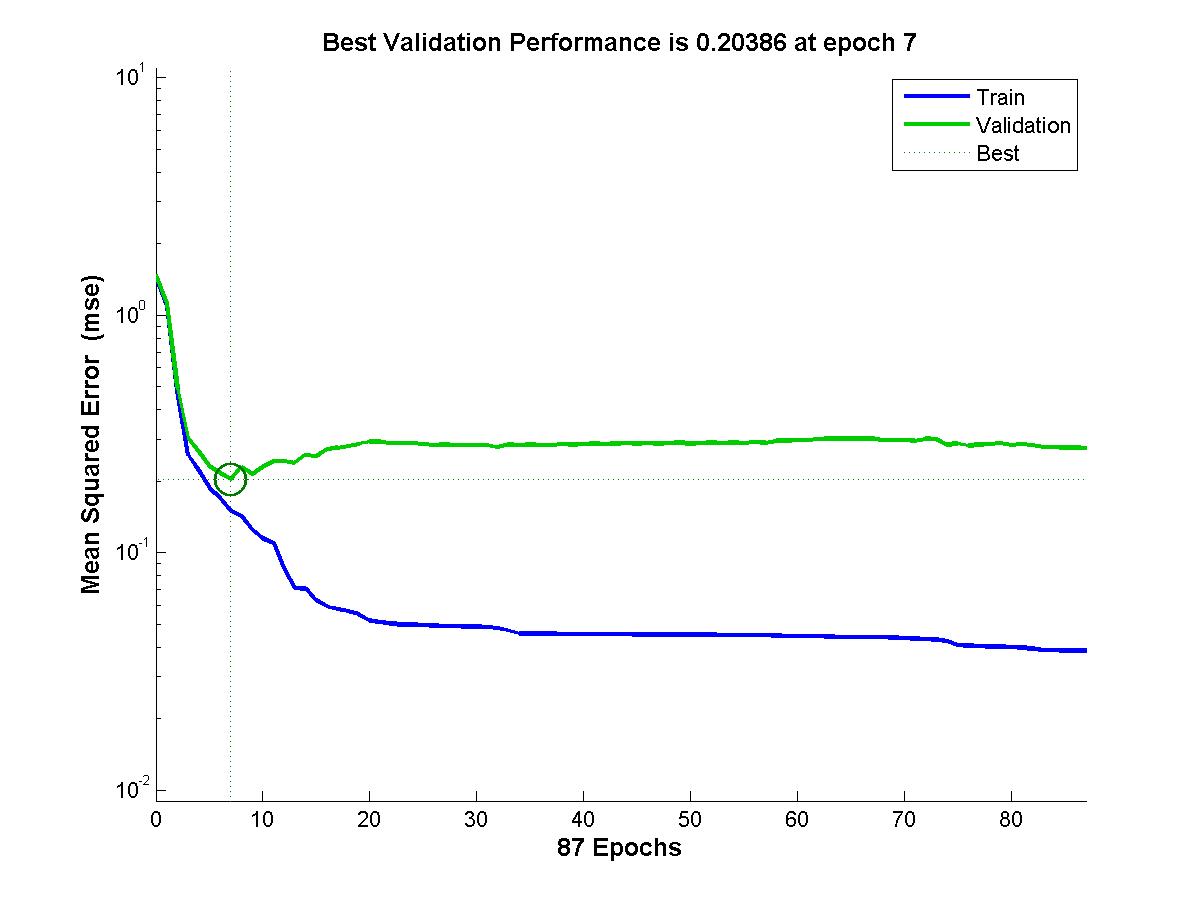 Best Validation Performance is 0.20386 at epoch 7
Train
Validation
Best
Mean Squared Error (mse)
10^1
10^0
10^-1
10^-2
0 10 20 30 40 50 60 70 80
87 Epochs